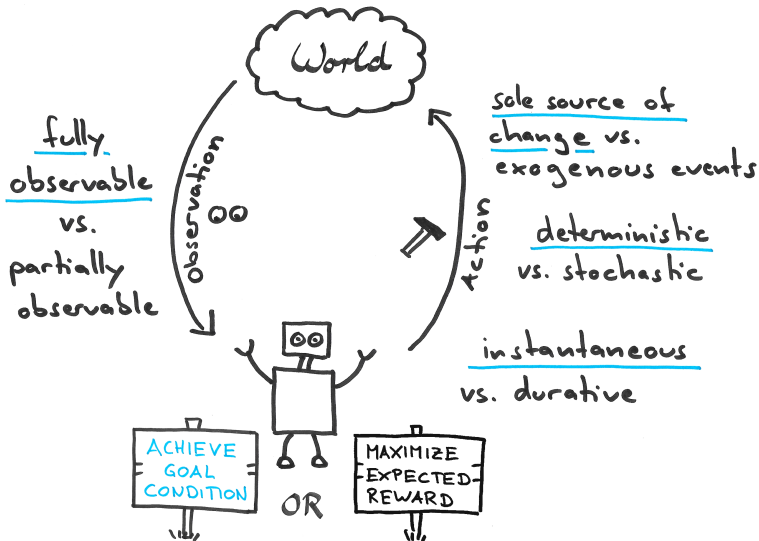 World
fully
observable
vs.
partially
observable
Observation
Action
sole source of
change vs.
exogenous events
deterministic
vs. stochastic
instantaneous
vs. durative
ACHIEVE
GOAL
CONDITION
OR
MAXIMIZE
EXPECTED
REWARD